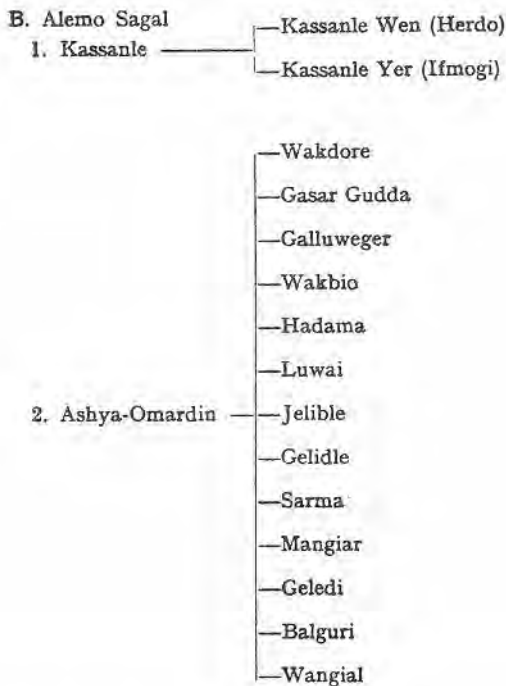 B. Alemo Sagal
1. Kassanle
Kassanle Wen (Herdo)
Kassanle Yer (Ifmogi)
2. Ashya-Omardin
Wakdore
Gasar Gudda
Galluweger
Wakbio
Hadama
Luwai
Jelible
Gelidle
Sarma
Mangiar
Geledi
Balguri
Wangial